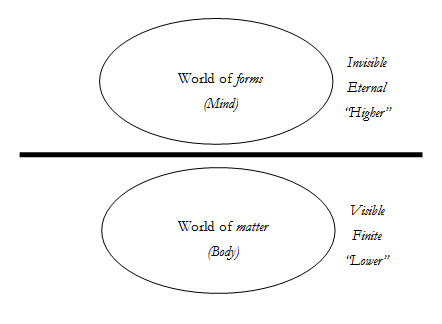 World of forms
(Mind)
Invisible
Eternal
“Higher”
World of matter
(Body)
Visible
Finite
“Lower”